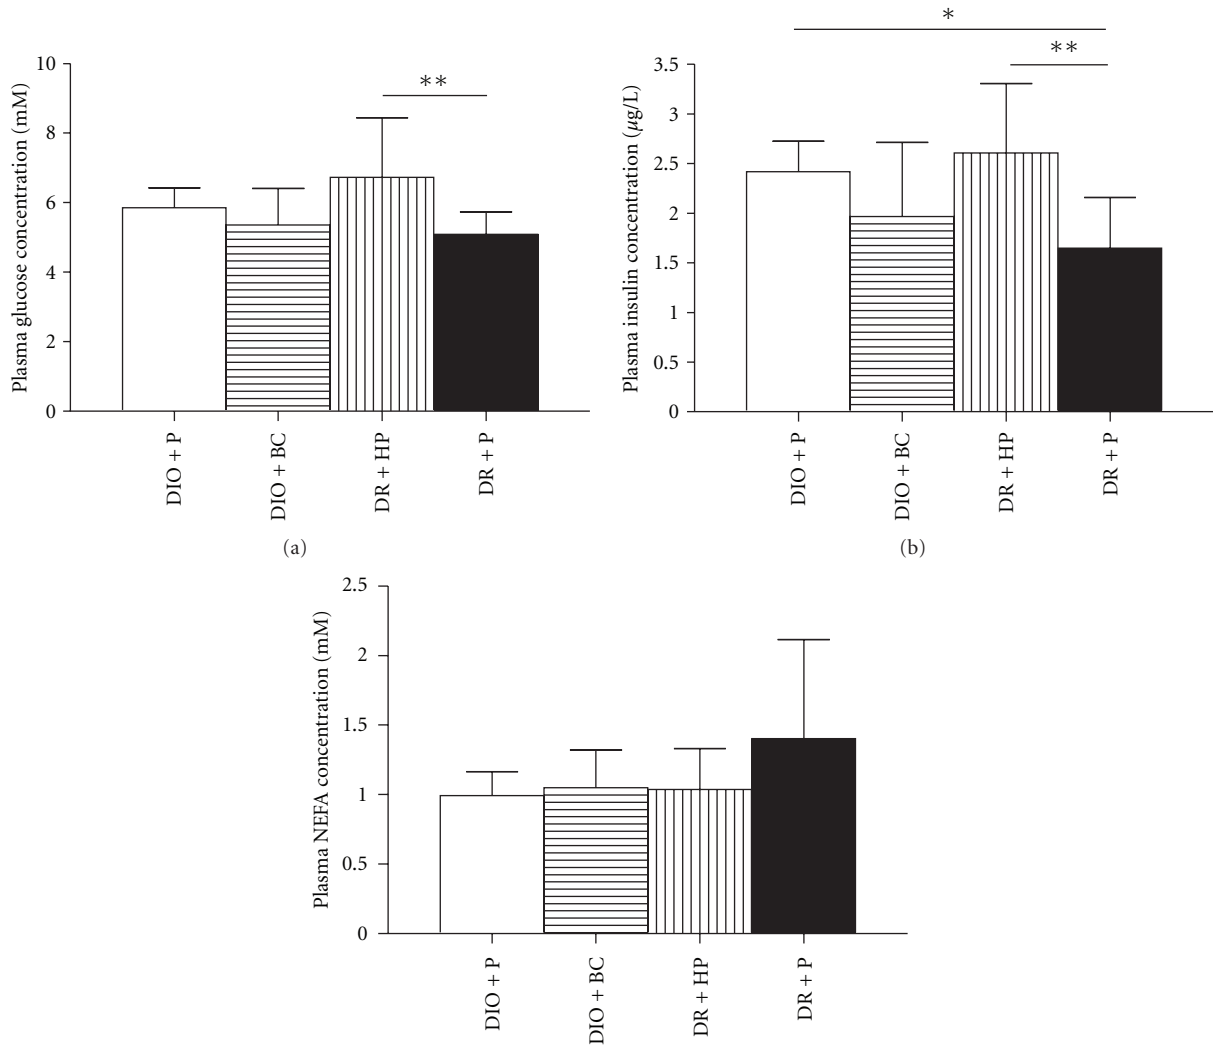 Plasma glucose concentration (mM)
10
8
6
4
2
0
**
DIO + P
DIO + BC
DR + HP
DR + P
(a)
Plasma insulin concentration (µg/L)
3.5
3
2.5
2
1.5
1
0.5
0
*
**
DIO + P
DIO + BC
DR + HP
DR + P
(b)
Plasma NEFA concentration (mM)
2.5
2
1.5
1
0.5
0
DIO + P
DIO + BC
DR + HP
DR + P